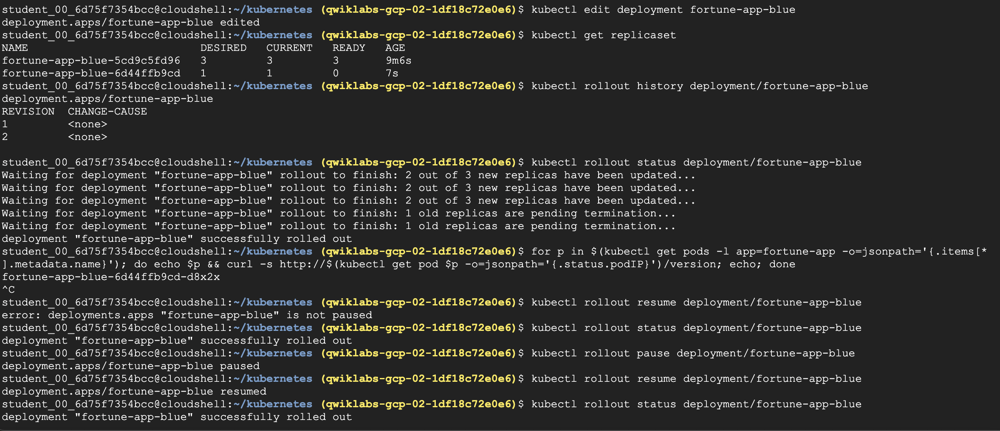 student_00_6d75f7354bcc@cloudshell:~/kubernetes (qwiklabs-gcp-02-1df18c72e0e6)$ kubectl edit deployment fortune-app-blue
deployment.apps/fortune-app-blue edited
student_00_6d75f7354bcc@cloudshell:~/kubernetes (qwiklabs-gcp-02-1df18c72e0e6)$ kubectl get replicaset
NAME                          DESIRED   CURRENT   READY   AGE
fortune-app-blue-5cd9c5fd96   3         3         3       9m6s
fortune-app-blue-6d44ffb9cd   1         1         0       7s
student_00_6d75f7354bcc@cloudshell:~/kubernetes (qwiklabs-gcp-02-1df18c72e0e6)$ kubectl rollout history deployment/fortune-app-blue
deployment.apps/fortune-app-blue
REVISION  CHANGE-CAUSE
1         <none>
2         <none>
student_00_6d75f7354bcc@cloudshell:~/kubernetes (qwiklabs-gcp-02-1df18c72e0e6)$ kubectl rollout status deployment/fortune-app-blue
Waiting for deployment "fortune-app-blue" rollout to finish: 2 out of 3 new replicas have been updated...
Waiting for deployment "fortune-app-blue" rollout to finish: 2 out of 3 new replicas have been updated...
Waiting for deployment "fortune-app-blue" rollout to finish: 2 out of 3 new replicas have been updated...
Waiting for deployment "fortune-app-blue" rollout to finish: 1 old replicas are pending termination...
Waiting for deployment "fortune-app-blue" rollout to finish: 1 old replicas are pending termination...
deployment "fortune-app-blue" successfully rolled out
student_00_6d75f7354bcc@cloudshell:~/kubernetes (qwiklabs-gcp-02-1df18c72e0e6)$ for p in $(kubectl get pods -l app=fortune-app -o=jsonpath='{.items[*
].metadata.name}'); do echo $p && curl -s http://$(kubectl get pod $p -o=jsonpath='{.status.podIP}')/version; echo; done
fortune-app-blue-6d44ffb9cd-d8x2x
^C
student_00_6d75f7354bcc@cloudshell:~/kubernetes (qwiklabs-gcp-02-1df18c72e0e6)$ kubectl rollout resume deployment/fortune-app-blue
error: deployments.apps "fortune-app-blue" is not paused
student_00_6d75f7354bcc@cloudshell:~/kubernetes (qwiklabs-gcp-02-1df18c72e0e6)$ kubectl rollout status deployment/fortune-app-blue
deployment "fortune-app-blue" successfully rolled out
student_00_6d75f7354bcc@cloudshell:~/kubernetes (qwiklabs-gcp-02-1df18c72e0e6)$ kubectl rollout pause deployment/fortune-app-blue
deployment.apps/fortune-app-blue paused
student_00_6d75f7354bcc@cloudshell:~/kubernetes (qwiklabs-gcp-02-1df18c72e0e6)$ kubectl rollout resume deployment/fortune-app-blue
deployment.apps/fortune-app-blue resumed
student_00_6d75f7354bcc@cloudshell:~/kubernetes (qwiklabs-gcp-02-1df18c72e0e6)$ kubectl rollout status deployment/fortune-app-blue
deployment "fortune-app-blue" successfully rolled out